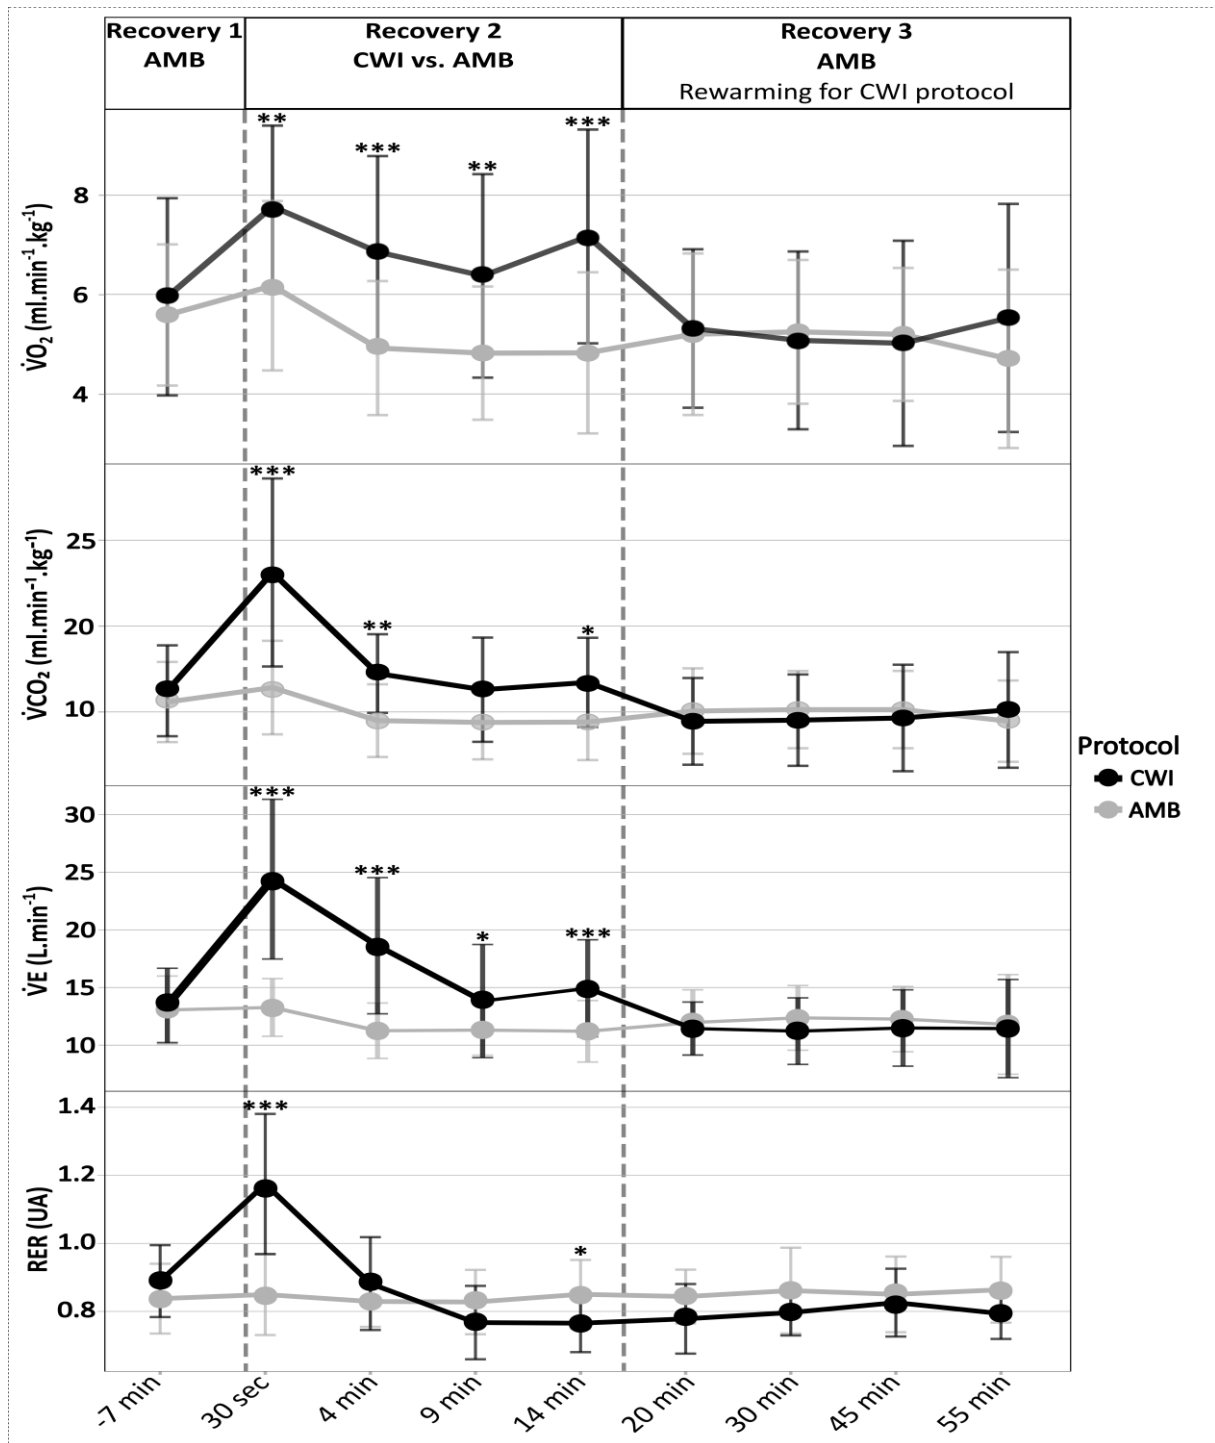 Recovery 1
AMB
Recovery 2
CWI vs. AMB
Recovery 3
AMB
Rewarming for CWI protocol
V̇O₂ (ml.min⁻¹.kg⁻¹)
8
6
4
**
***
**
***
V̇CO₂ (ml.min⁻¹.kg⁻¹)
25
20
10
***
**
*
V̇E (L.min⁻¹)
30
25
20
15
10
***
***
*
***
RER (UA)
1.4
1.2
1.0
0.8
***
*
-7 min
30 sec
4 min
9 min
14 min
20 min
30 min
45 min
55 min
Protocol
CWI
AMB